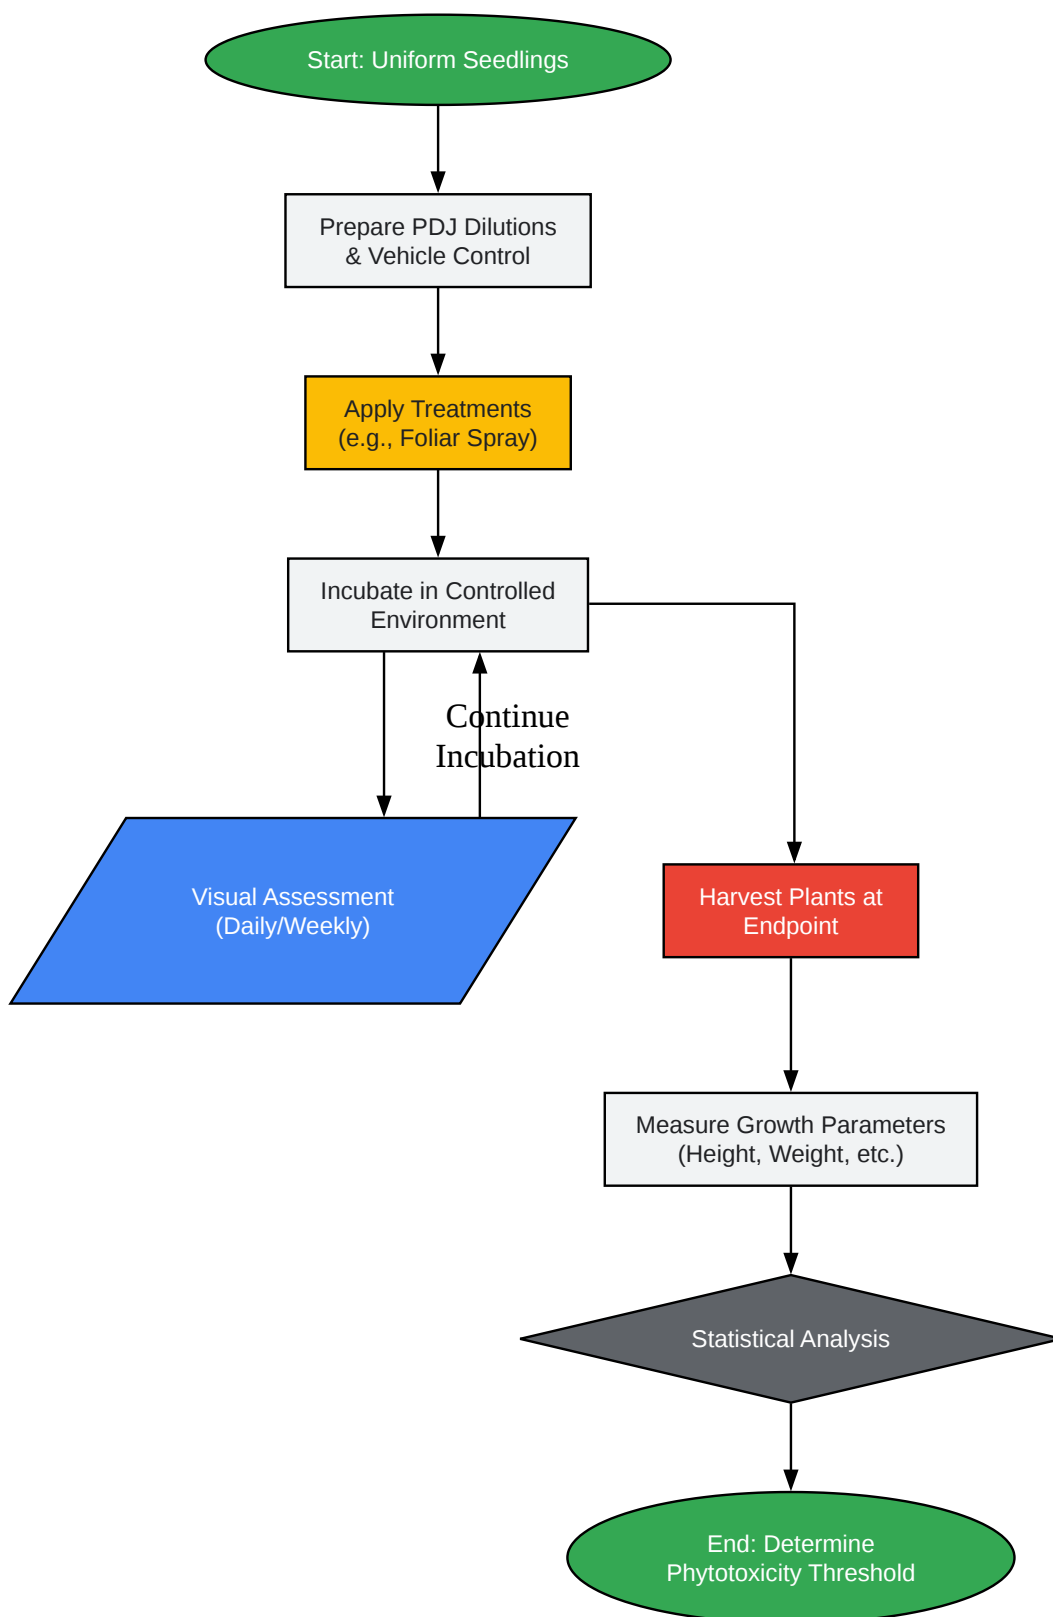 Start: Uniform Seedlings
Prepare PDJ Dilutions
& Vehicle Control
Apply Treatments
(e.g., Foliar Spray)
Incubate in Controlled
Environment
Continue
Incubation
Visual Assessment
(Daily/Weekly)
Harvest Plants at
Endpoint
Measure Growth Parameters
(Height, Weight, etc.)
Statistical Analysis
End: Determine
Phytotoxicity Threshold